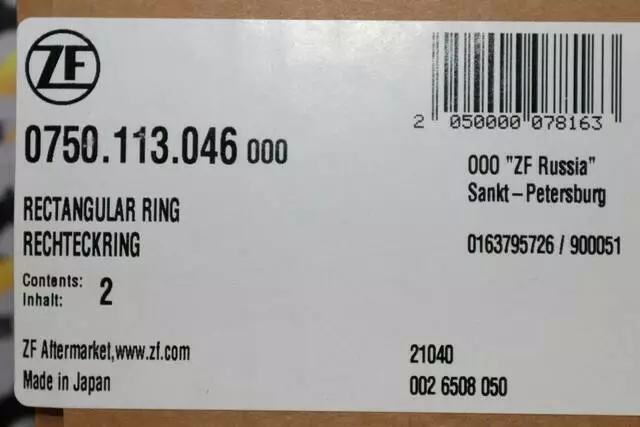 ZF
2 050000 078163
0750.113.046 000
000 "ZF Russia"
Sankt-Petersburg
RECTANGULAR RING
RECHTECKRING
0163795726 / 900051
Contents:
Inhalt: 2
ZF Aftermarket,www.zf.com
Made in Japan
21040
002 6508 050